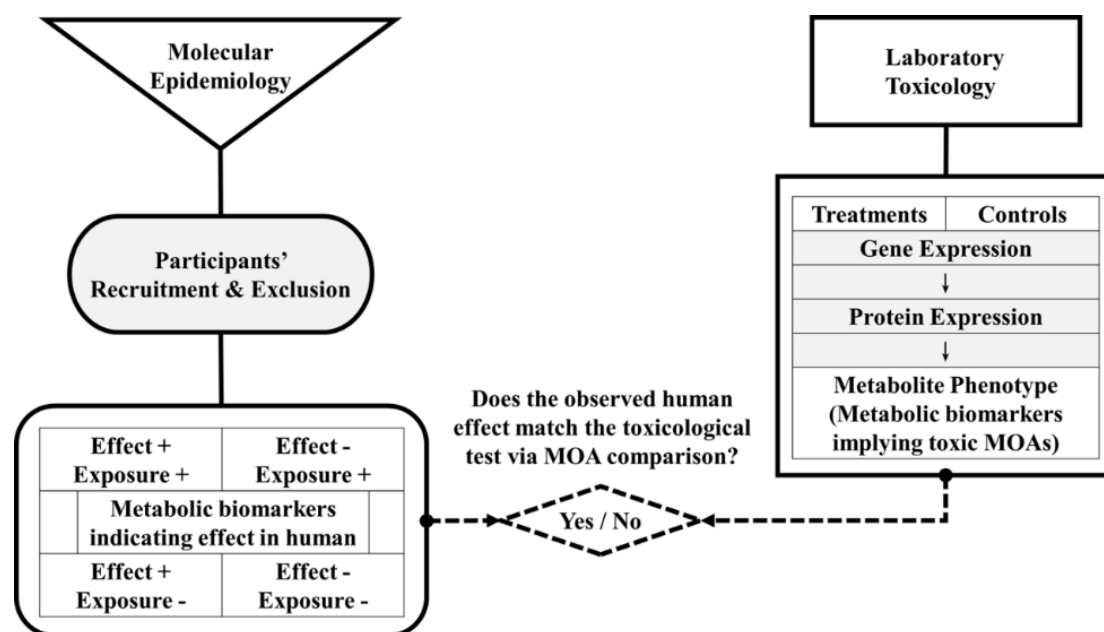 Molecular
Epidemiology
Participants’
Recruitment & Exclusion
Effect +
Exposure +
Effect -
Exposure +
Metabolic biomarkers
indicating effect in human
Effect +
Exposure -
Effect -
Exposure -
Does the observed human
effect match the toxicological
test via MOA comparison?
Yes / No
Laboratory
Toxicology
Treatments
Controls
Gene Expression
↓
Protein Expression
↓
Metabolite Phenotype
(Metabolic biomarkers
implying toxic MOAs)